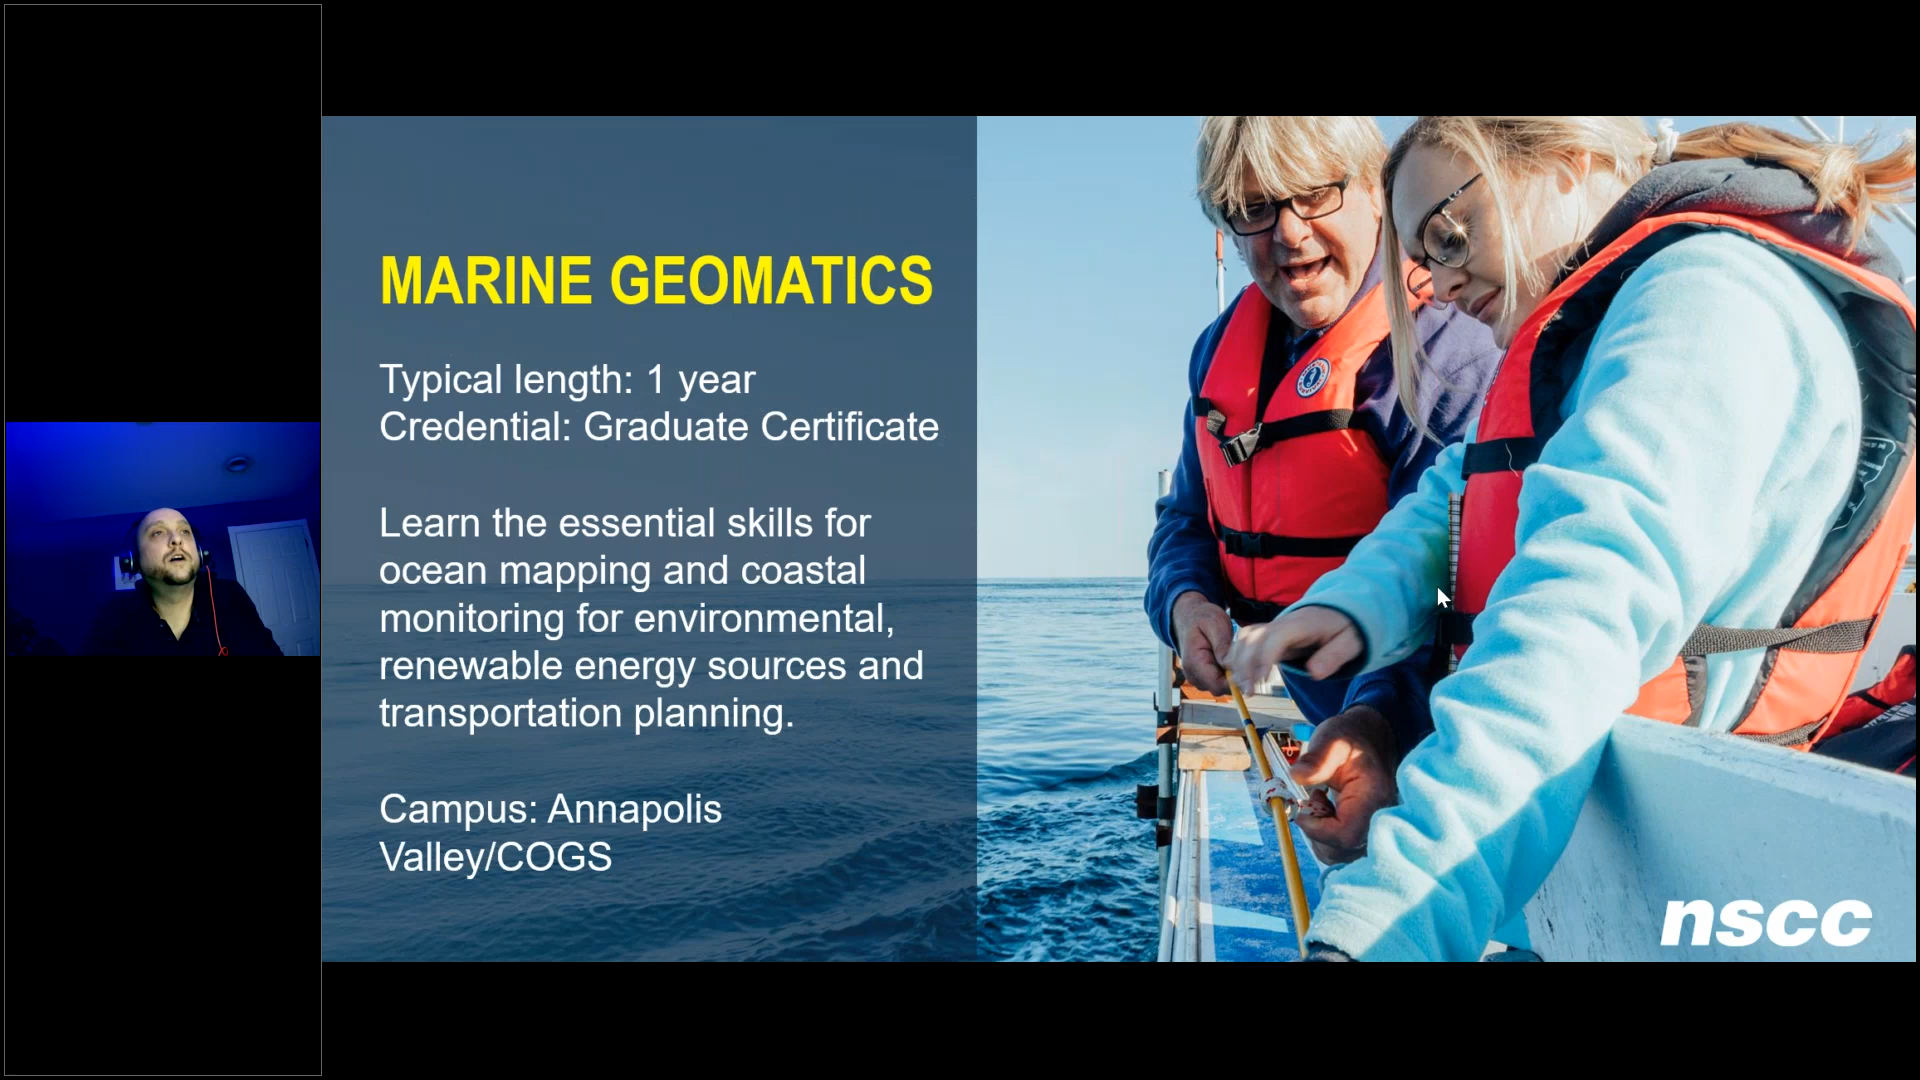 MARINE GEOMATICS
Typical length: 1 year
Credential: Graduate Certificate
Learn the essential skills for
ocean mapping and coastal
monitoring for environmental,
renewable energy sources and
transportation planning.
Campus: Annapolis
Valley/COGS
nscc